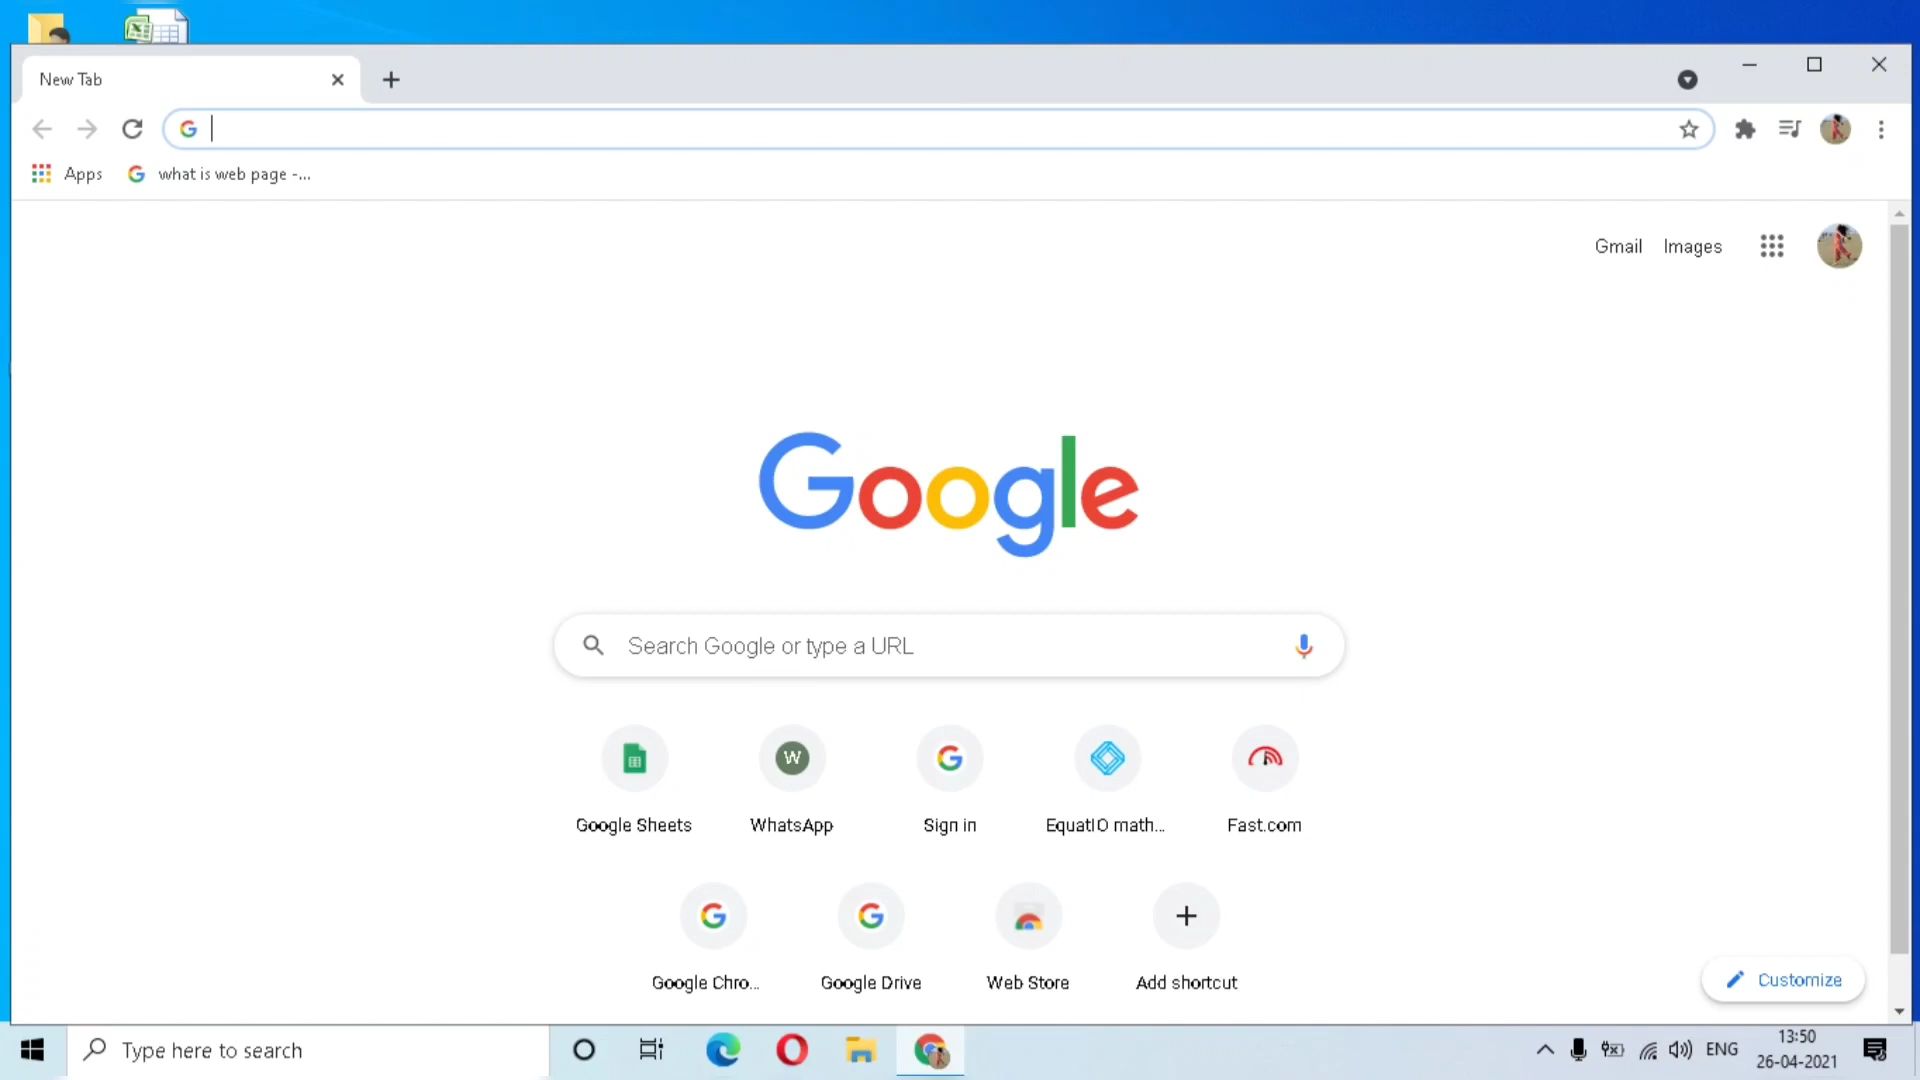 New Tab
Apps
what is web page -...
Gmail
Images
Google
Search Google or type a URL
Google Sheets
W
WhatsApp
Sign in
EquatIO math...
Fast.com
Google Chro...
Google Drive
Web Store
Add shortcut
Customize
Type here to search
ENG
13:50
26-04-2021